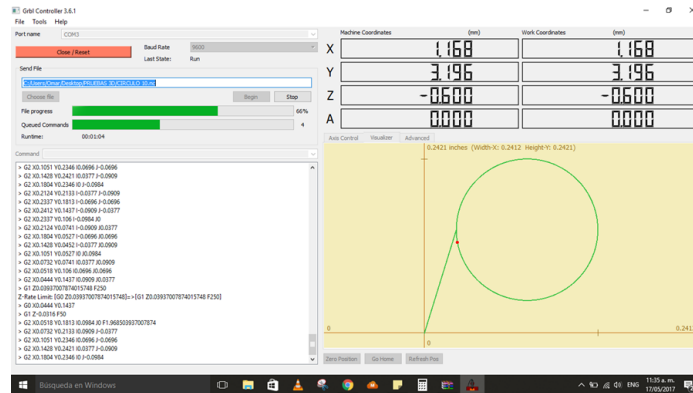 Grbl Controller 3.6.1
File Tools Help
Port name COM3
Close / Reset
Baud Rate 9600
Last State: Run
Send File
C:/Users/Omar/Desktop/PRUEBAS 3D/CIRCULO 3D.nc
Choose file Begin Stop
File progress 66%
Queued Commands 4
Runtime: 00:01:04
Command
> G2 X0.1051 Y0.2346 I0.0696 J-0.0696
> G2 X0.1428 Y0.2421 I0.0377 J-0.0909
> G2 X0.1804 Y0.2346 I0 J-0.0984
> G2 X0.2124 Y0.2133 I-0.0377 J-0.0909
> G2 X0.2337 Y0.1813 I-0.0696 J-0.0696
> G2 X0.2412 Y0.1437 I-0.0909 J-0.0377
> G2 X0.2337 Y0.106 I-0.0984 J0
> G2 X0.2124 Y0.0741 I-0.0909 J0.0377
> G2 X0.1804 Y0.0527 I-0.0696 J0.0696
> G2 X0.1428 Y0.0452 I-0.0377 J0.0909
> G2 X0.1051 Y0.0527 I0 J0.0984
> G2 X0.0732 Y0.0741 I0.0377 J0.0909
> G2 X0.0518 Y0.106 I0.0696 J0.0696
> G2 X0.0444 Y0.1437 I0.0909 J0.0377
> G1 Z0.03937007874015748 F250
Z-Rate Limit: [G0 Z0.03937007874015748]=>[G1 Z0.03937007874015748 F250]
> G0 X0.0444 Y0.1437
> G1 Z-0.0316 F50
> G2 X0.0518 Y0.1813 I0.0984 J0 F1.968503937007874
> G2 X0.0732 Y0.2133 I0.0909 J-0.0377
> G2 X0.1051 Y0.2346 I0.0696 J-0.0696
> G2 X0.1428 Y0.2421 I0.0377 J-0.0909
> G2 X0.1804 Y0.2346 I0 J-0.0984
Machine Coordinates (mm) Work Coordinates (mm)
X 1.168 1.168
Y 3.196 3.196
Z -0.600 -0.600
A 0.000 0.000
Axis Control Visualizer Advanced
0.2421 inches (Width-X: 0.2412 Height-Y: 0.2421)
0 0.2412
0
Zero Position Go Home Refresh Pos
Búsqueda en Windows
ENG
11:35 a. m.
17/05/2017